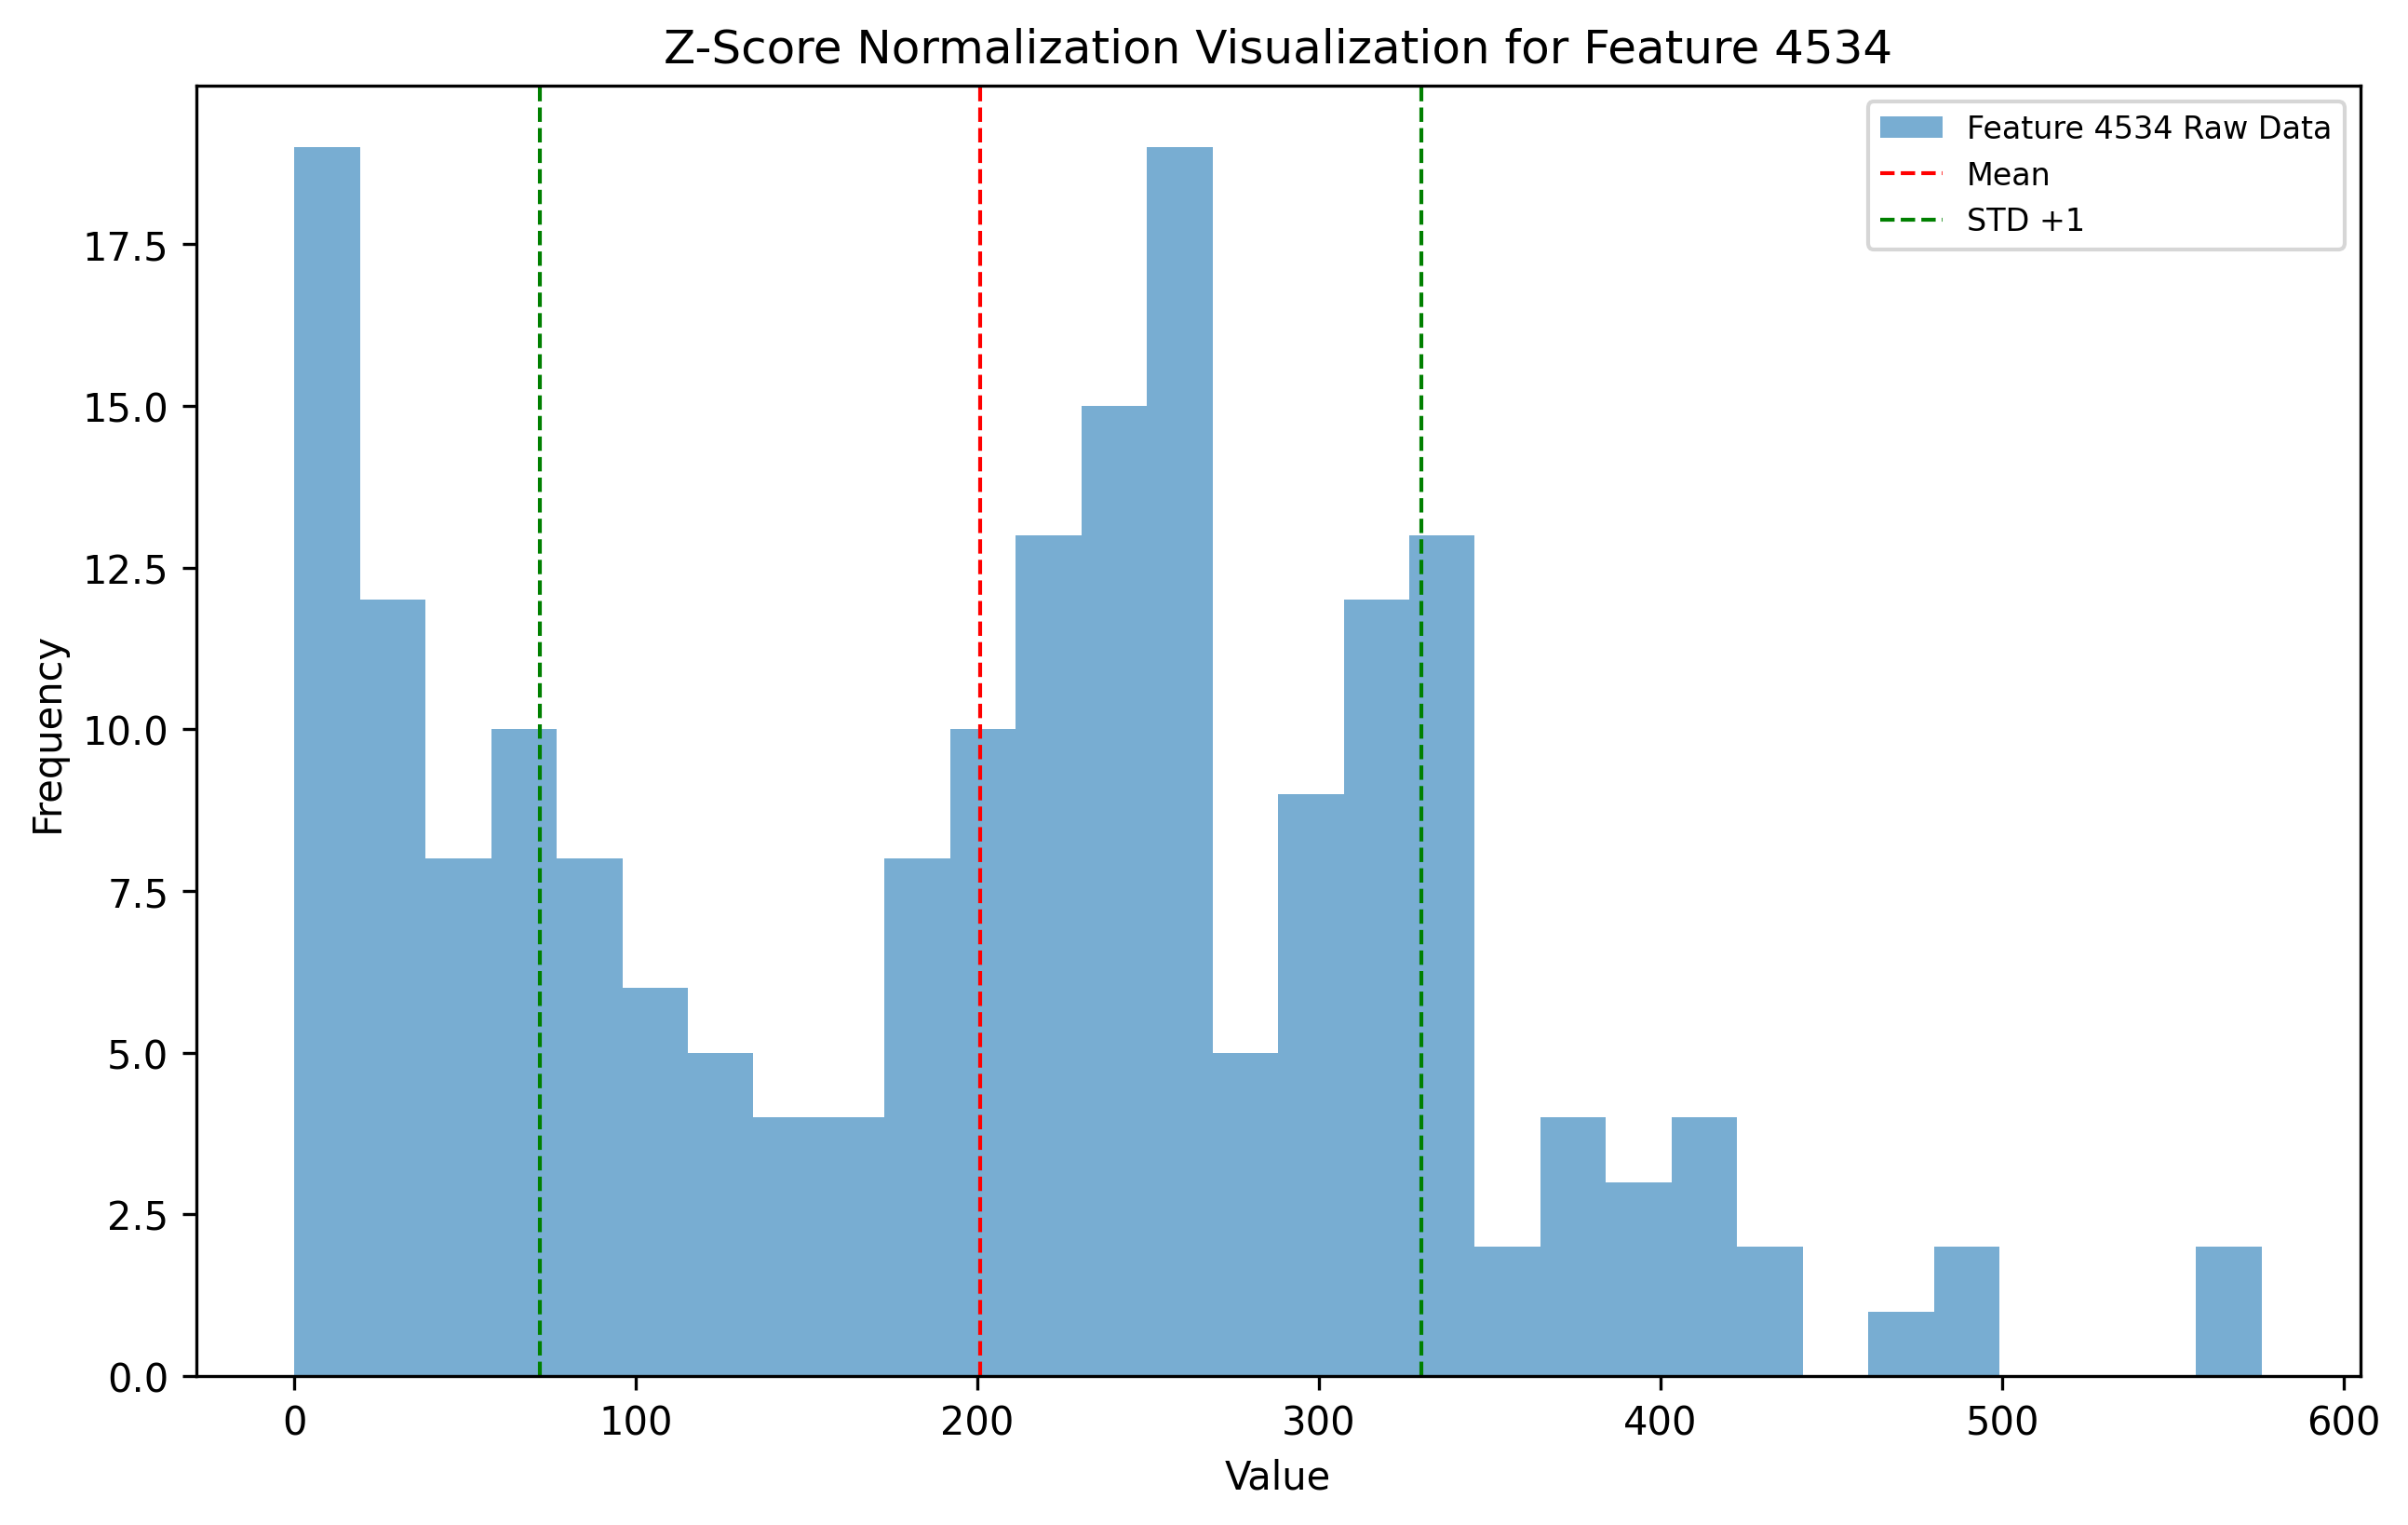 Z-Score Normalization Visualization for Feature 4534
Feature 4534 Raw Data
Mean
STD +1
17.5
15.0
12.5
10.0
7.5
5.0
2.5
0.0
Frequency
0 100 200 300 400 500 600
Value